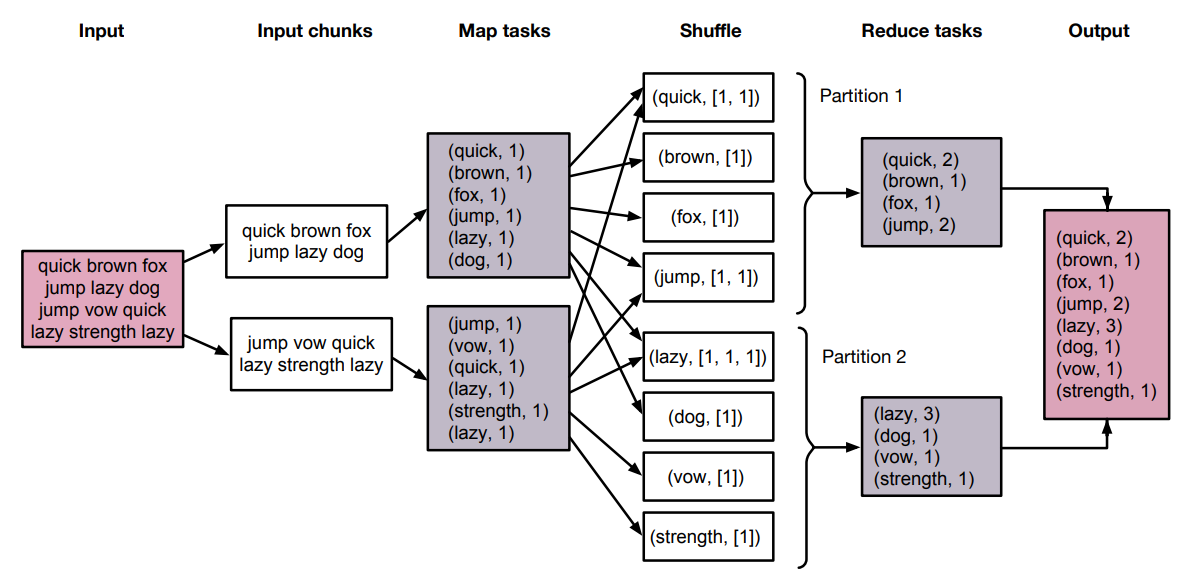 Input
Input chunks
Map tasks
Shuffle
Reduce tasks
Output
quick brown fox
jump lazy dog
jump vow quick
lazy strength lazy
quick brown fox
jump lazy dog
jump vow quick
lazy strength lazy
(quick, 1)
(brown, 1)
(fox, 1)
(jump, 1)
(lazy, 1)
(dog, 1)
(jump, 1)
(vow, 1)
(quick, 1)
(lazy, 1)
(strength, 1)
(lazy, 1)
(quick, [1, 1])
(brown, [1])
(fox, [1])
(jump, [1, 1])
(lazy, [1, 1, 1])
(dog, [1])
(vow, [1])
(strength, [1])
Partition 1
Partition 2
(quick, 2)
(brown, 1)
(fox, 1)
(jump, 2)
(lazy, 3)
(dog, 1)
(vow, 1)
(strength, 1)
(quick, 2)
(brown, 1)
(fox, 1)
(jump, 2)
(lazy, 3)
(dog, 1)
(vow, 1)
(strength, 1)